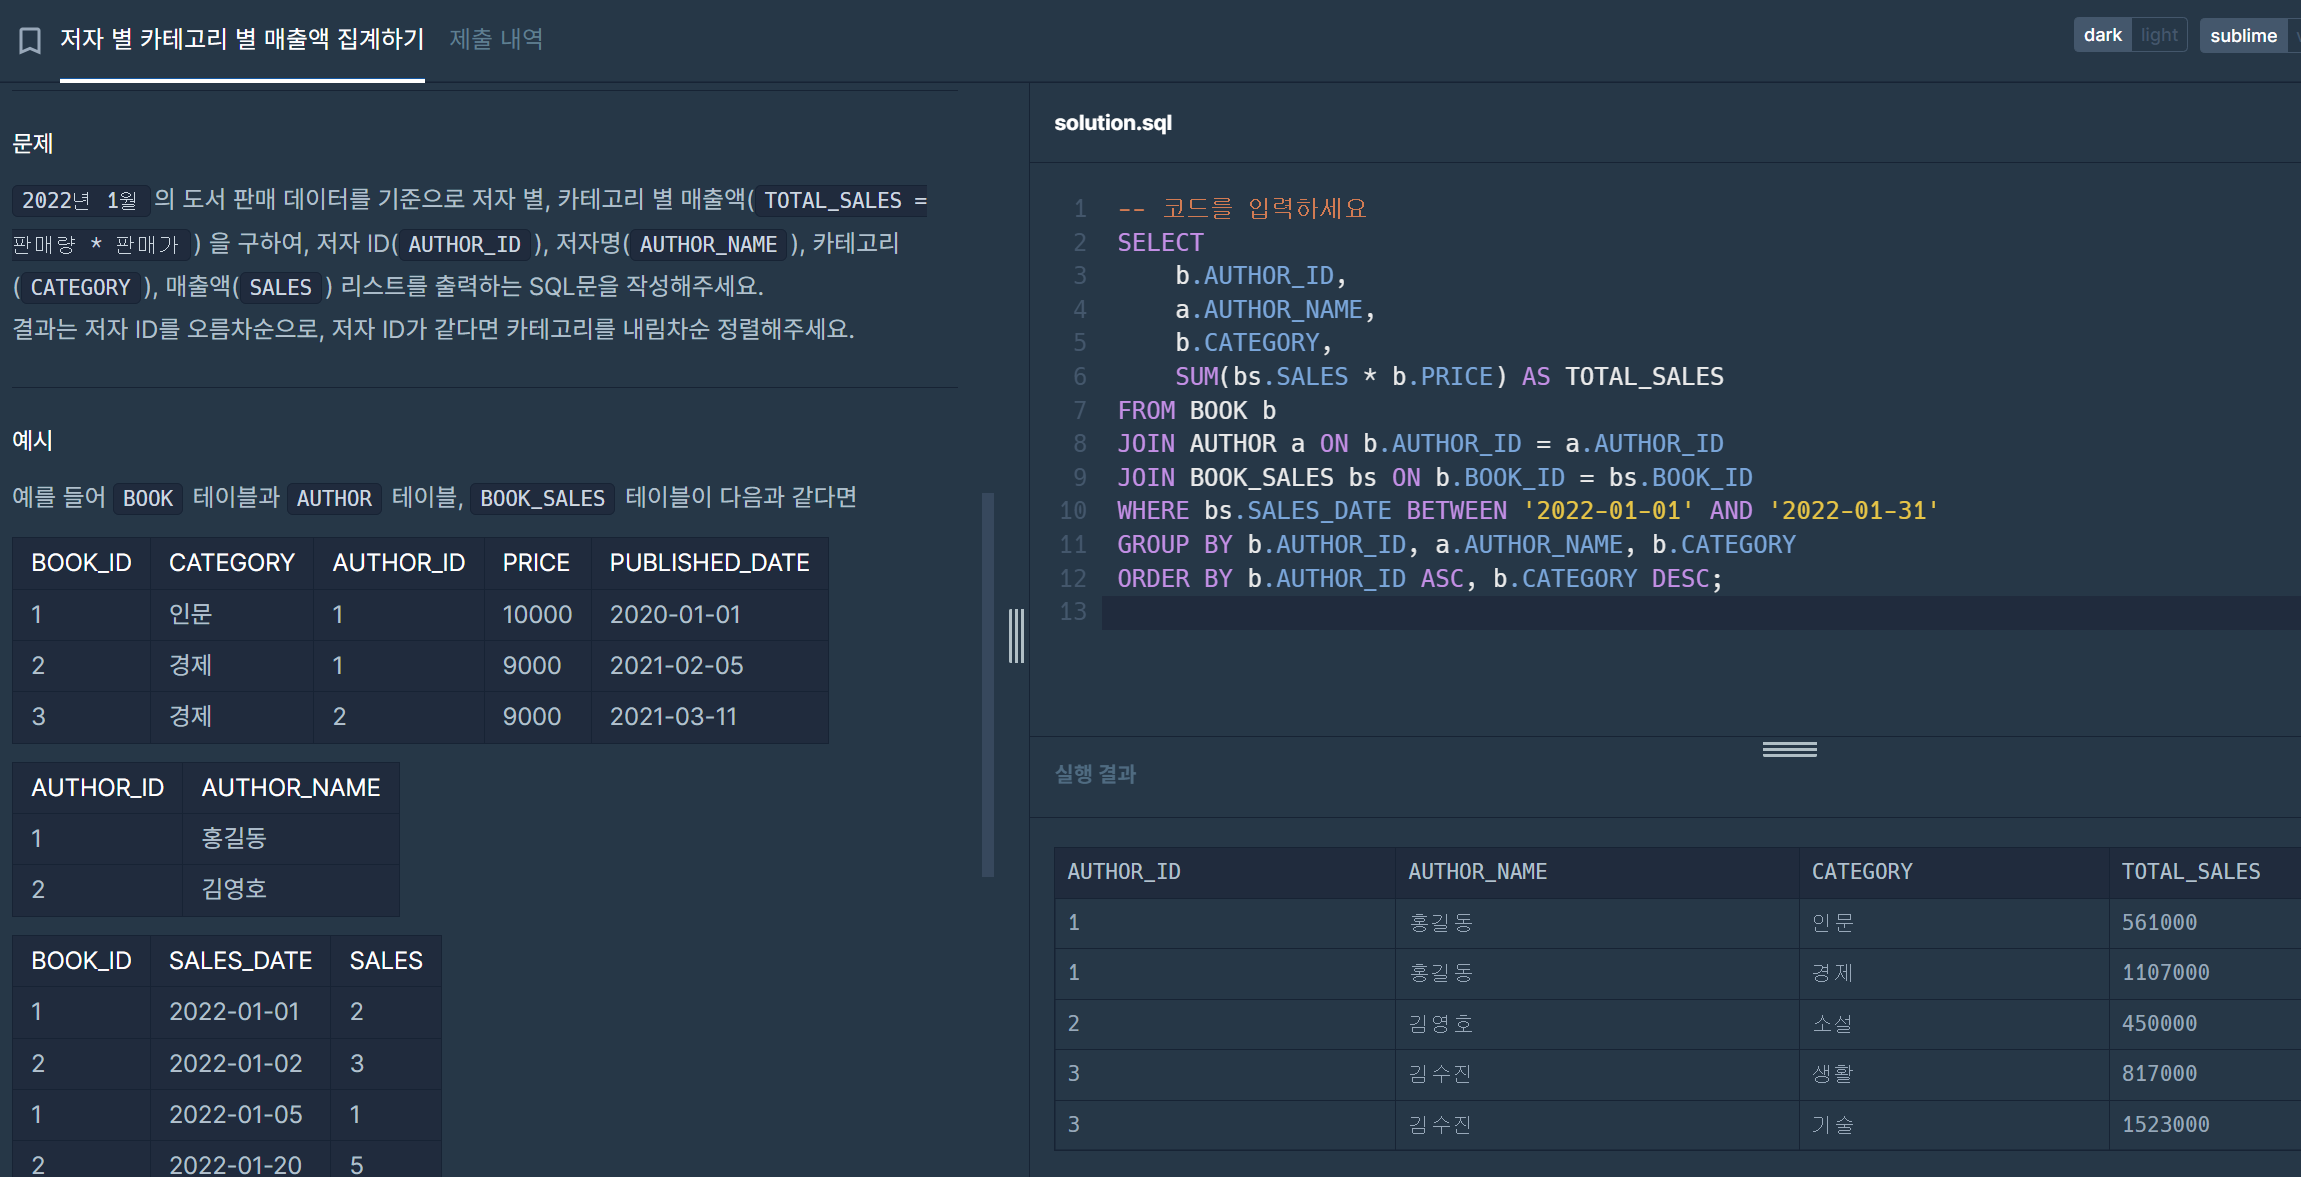 저자 별 카테고리 별 매출액 집계하기 제출 내역
dark light sublime
문제
2022년 1월 의 도서 판매 데이터를 기준으로 저자 별, 카테고리 별 매출액( TOTAL_SALES =
판매량 * 판매가 ) 을 구하여, 저자 ID( AUTHOR_ID ), 저자명( AUTHOR_NAME ), 카테고리
( CATEGORY ), 매출액( SALES ) 리스트를 출력하는 SQL문을 작성해주세요.
결과는 저자 ID를 오름차순으로, 저자 ID가 같다면 카테고리를 내림차순 정렬해주세요.
예시
예를 들어 BOOK 테이블과 AUTHOR 테이블, BOOK_SALES 테이블이 다음과 같다면
BOOK_ID CATEGORY AUTHOR_ID PRICE PUBLISHED_DATE
1 인문 1 10000 2020-01-01
2 경제 1 9000 2021-02-05
3 경제 2 9000 2021-03-11
AUTHOR_ID AUTHOR_NAME
1 홍길동
2 김영호
BOOK_ID SALES_DATE SALES
1 2022-01-01 2
2 2022-01-02 3
1 2022-01-05 1
2 2022-01-20 5
solution.sql
1 -- 코드를 입력하세요
2 SELECT
3 b.AUTHOR_ID,
4 a.AUTHOR_NAME,
5 b.CATEGORY,
6 SUM(bs.SALES * b.PRICE) AS TOTAL_SALES
7 FROM BOOK b
8 JOIN AUTHOR a ON b.AUTHOR_ID = a.AUTHOR_ID
9 JOIN BOOK_SALES bs ON b.BOOK_ID = bs.BOOK_ID
10 WHERE bs.SALES_DATE BETWEEN '2022-01-01' AND '2022-01-31'
11 GROUP BY b.AUTHOR_ID, a.AUTHOR_NAME, b.CATEGORY
12 ORDER BY b.AUTHOR_ID ASC, b.CATEGORY DESC;
13
실행 결과
AUTHOR_ID AUTHOR_NAME CATEGORY TOTAL_SALES
1 홍길동 인문 561000
1 홍길동 경제 1107000
2 김영호 소설 450000
3 김수진 생활 817000
3 김수진 기술 1523000